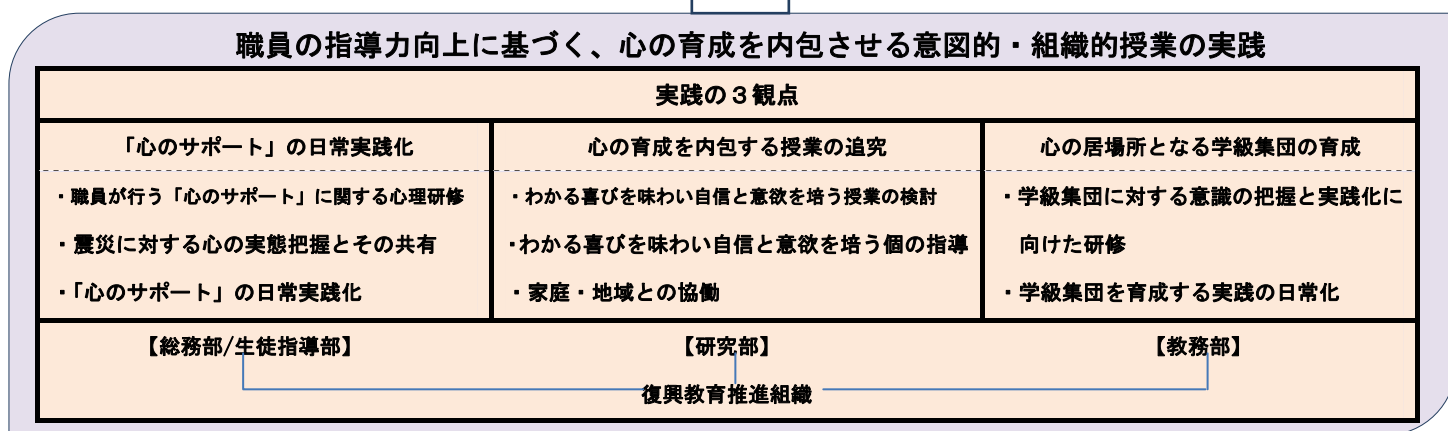 職員の指導力向上に基づく、心の育成を内包させる意図的・組織的授業の実践
実践の３観点
「心のサポート」の日常実践化
・職員が行う「心のサポート」に関する心理研修
・震災に対する心の実態把握とその共有
・「心のサポート」の日常実践化
心の育成を内包する授業の追究
・わかる喜びを味わい自信と意欲を培う授業の検討
・わかる喜びを味わい自信と意欲を培う個の指導
・家庭・地域との協働
心の居場所となる学級集団の育成
・学級集団に対する意識の把握と実践化に
向けた研修
・学級集団を育成する実践の日常化
【総務部/生徒指導部】
【研究部】
【教務部】
復興教育推進組織